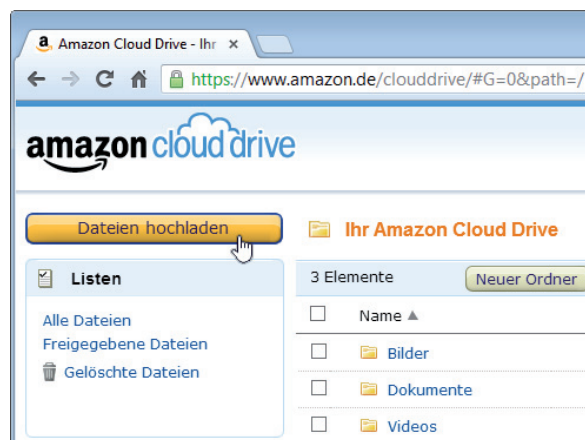 Amazon Cloud Drive - Ihr
https://www.amazon.de/clouddrive/#G=0&path=/
amazon cloud drive
Dateien hochladen
Ihr Amazon Cloud Drive
Listen
3 Elemente
Neuer Ordner
Name
Alle Dateien
Freigegebene Dateien
Gelöschte Dateien
Bilder
Dokumente
Videos